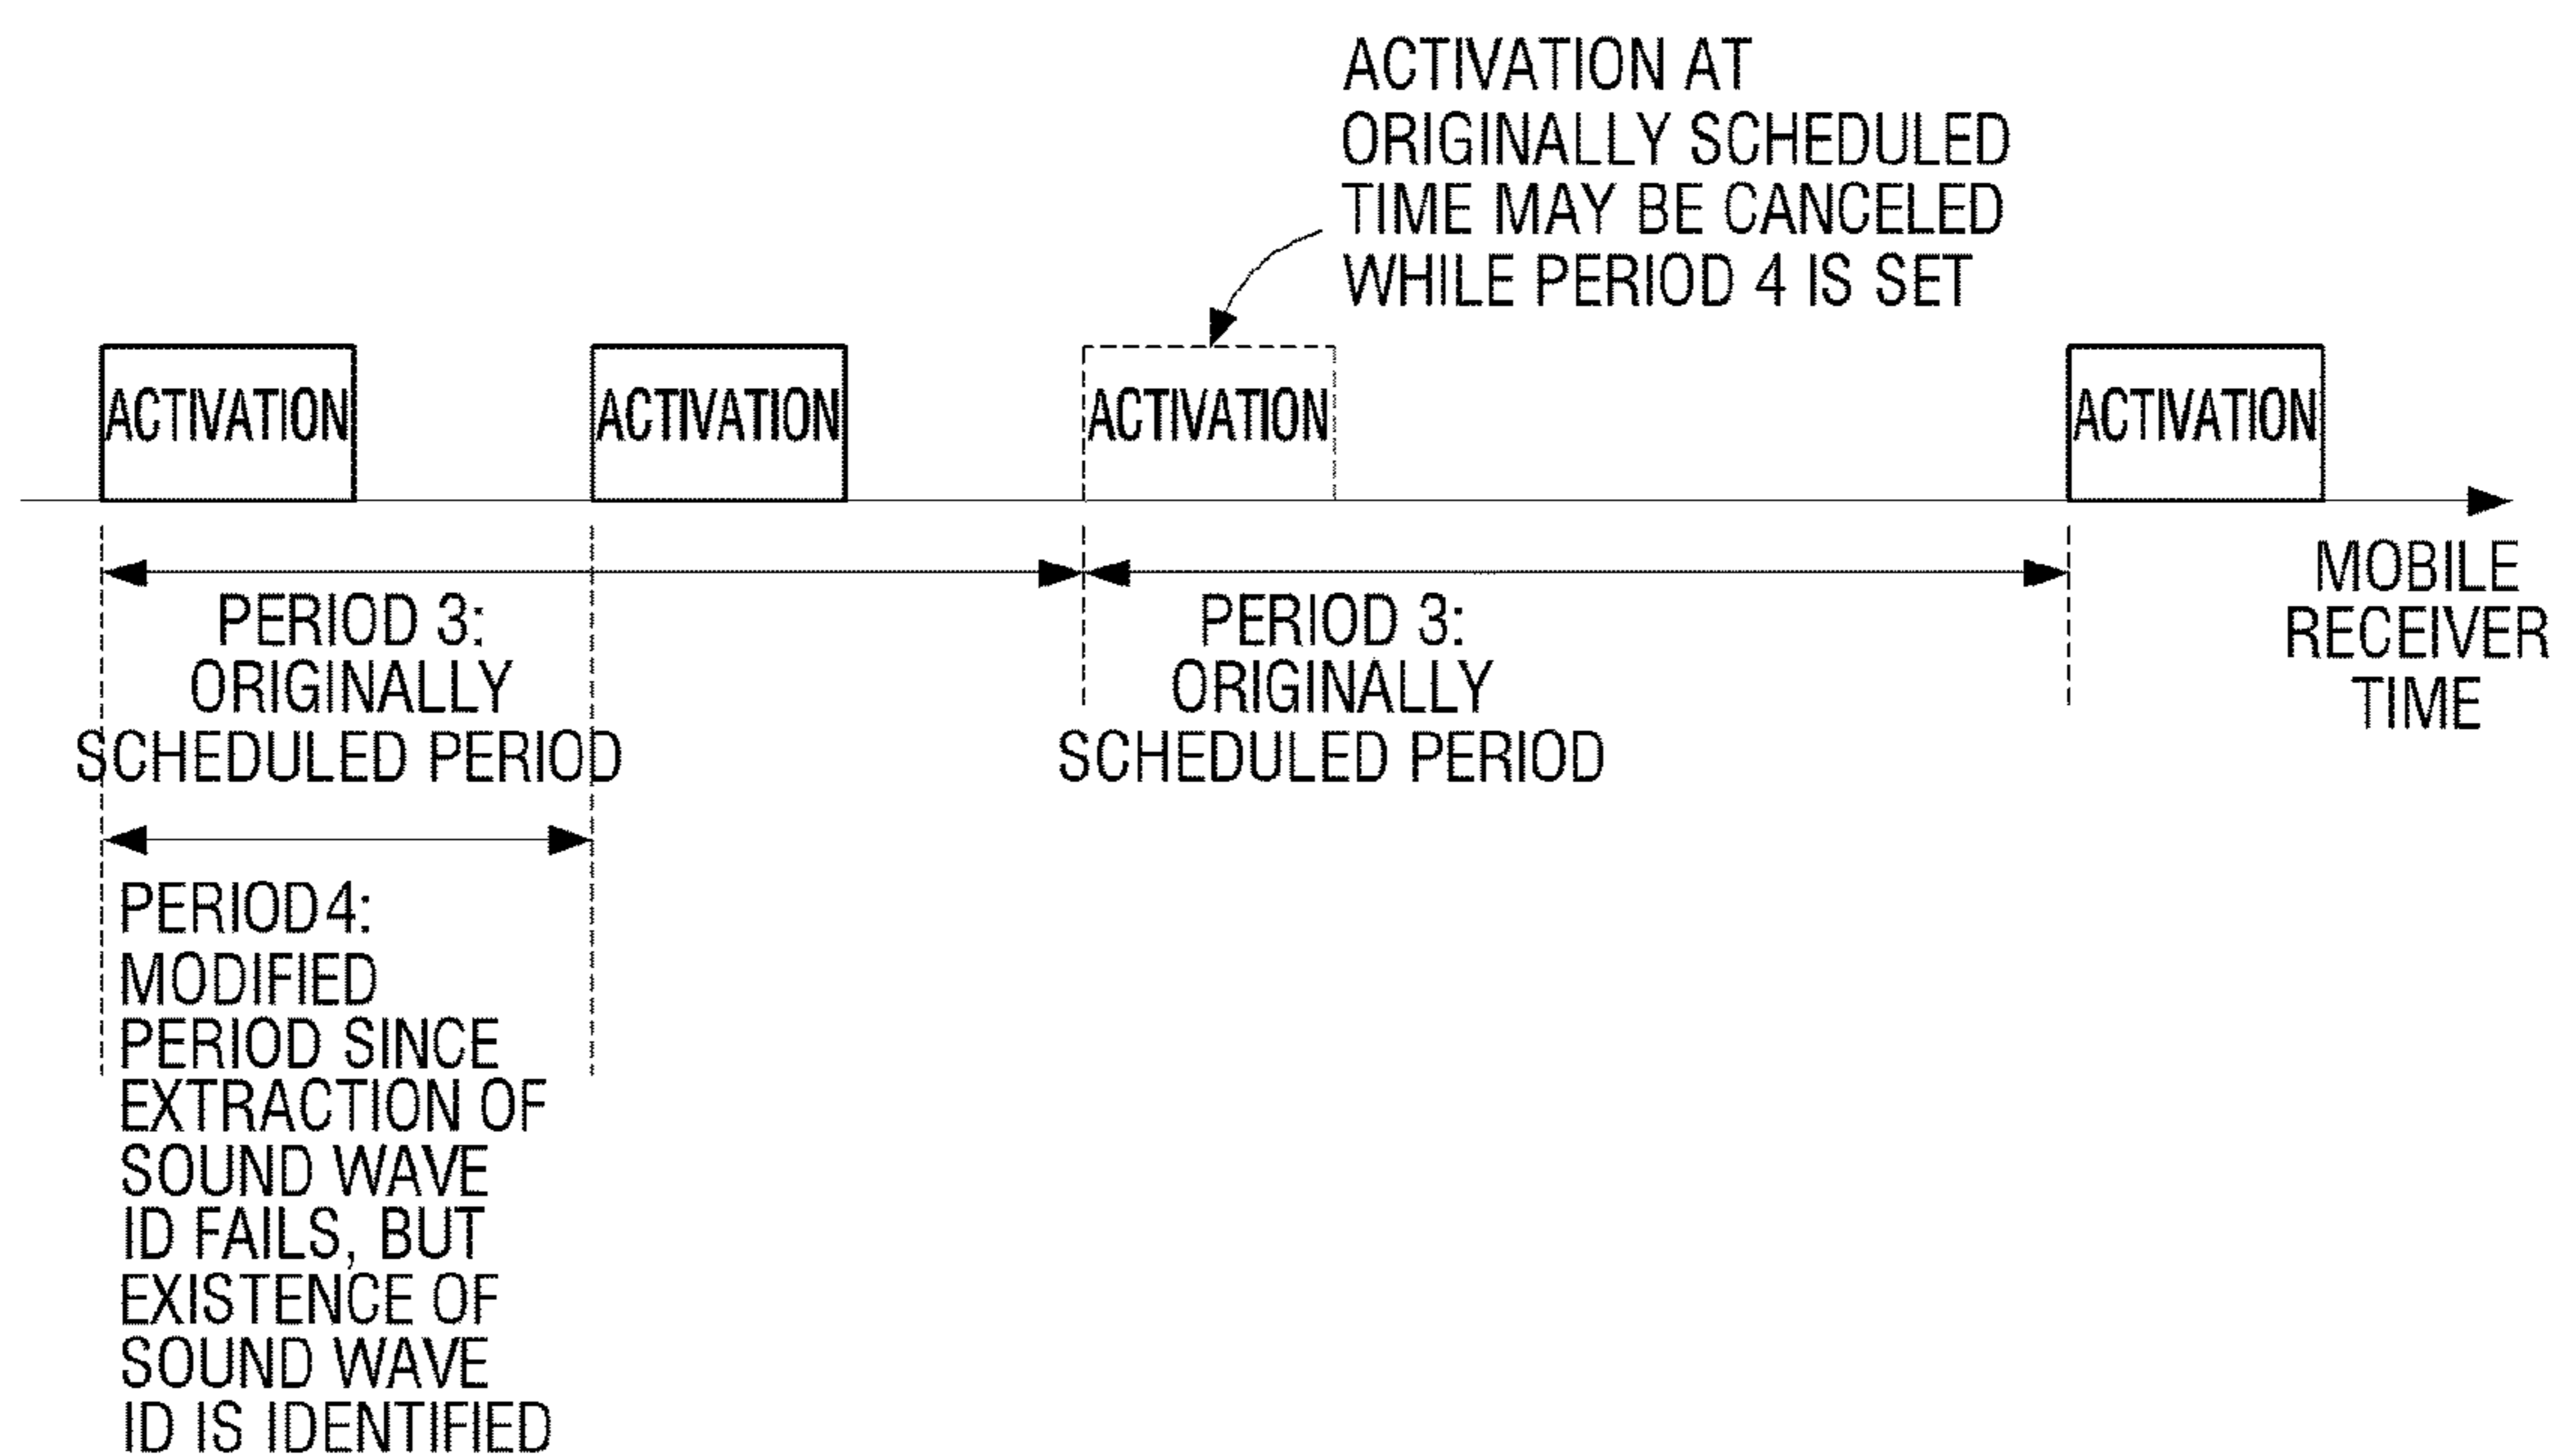 ACTIVATION AT
ORIGINALLY SCHEDULED
TIME MAY BE CANCELED
WHILE PERIOD 4 IS SET
ACTIVATION
ACTIVATION
ACTIVATION
ACTIVATION
MOBILE
RECEIVER
TIME
PERIOD 3:
ORIGINALLY
SCHEDULED PERIOD
PERIOD 3:
ORIGINALLY
SCHEDULED PERIOD
PERIOD4:
MODIFIED
PERIOD SINCE
EXTRACTION OF
SOUND WAVE
ID FAILS, BUT
EXISTENCE OF
SOUND WAVE
ID IS IDENTIFIED